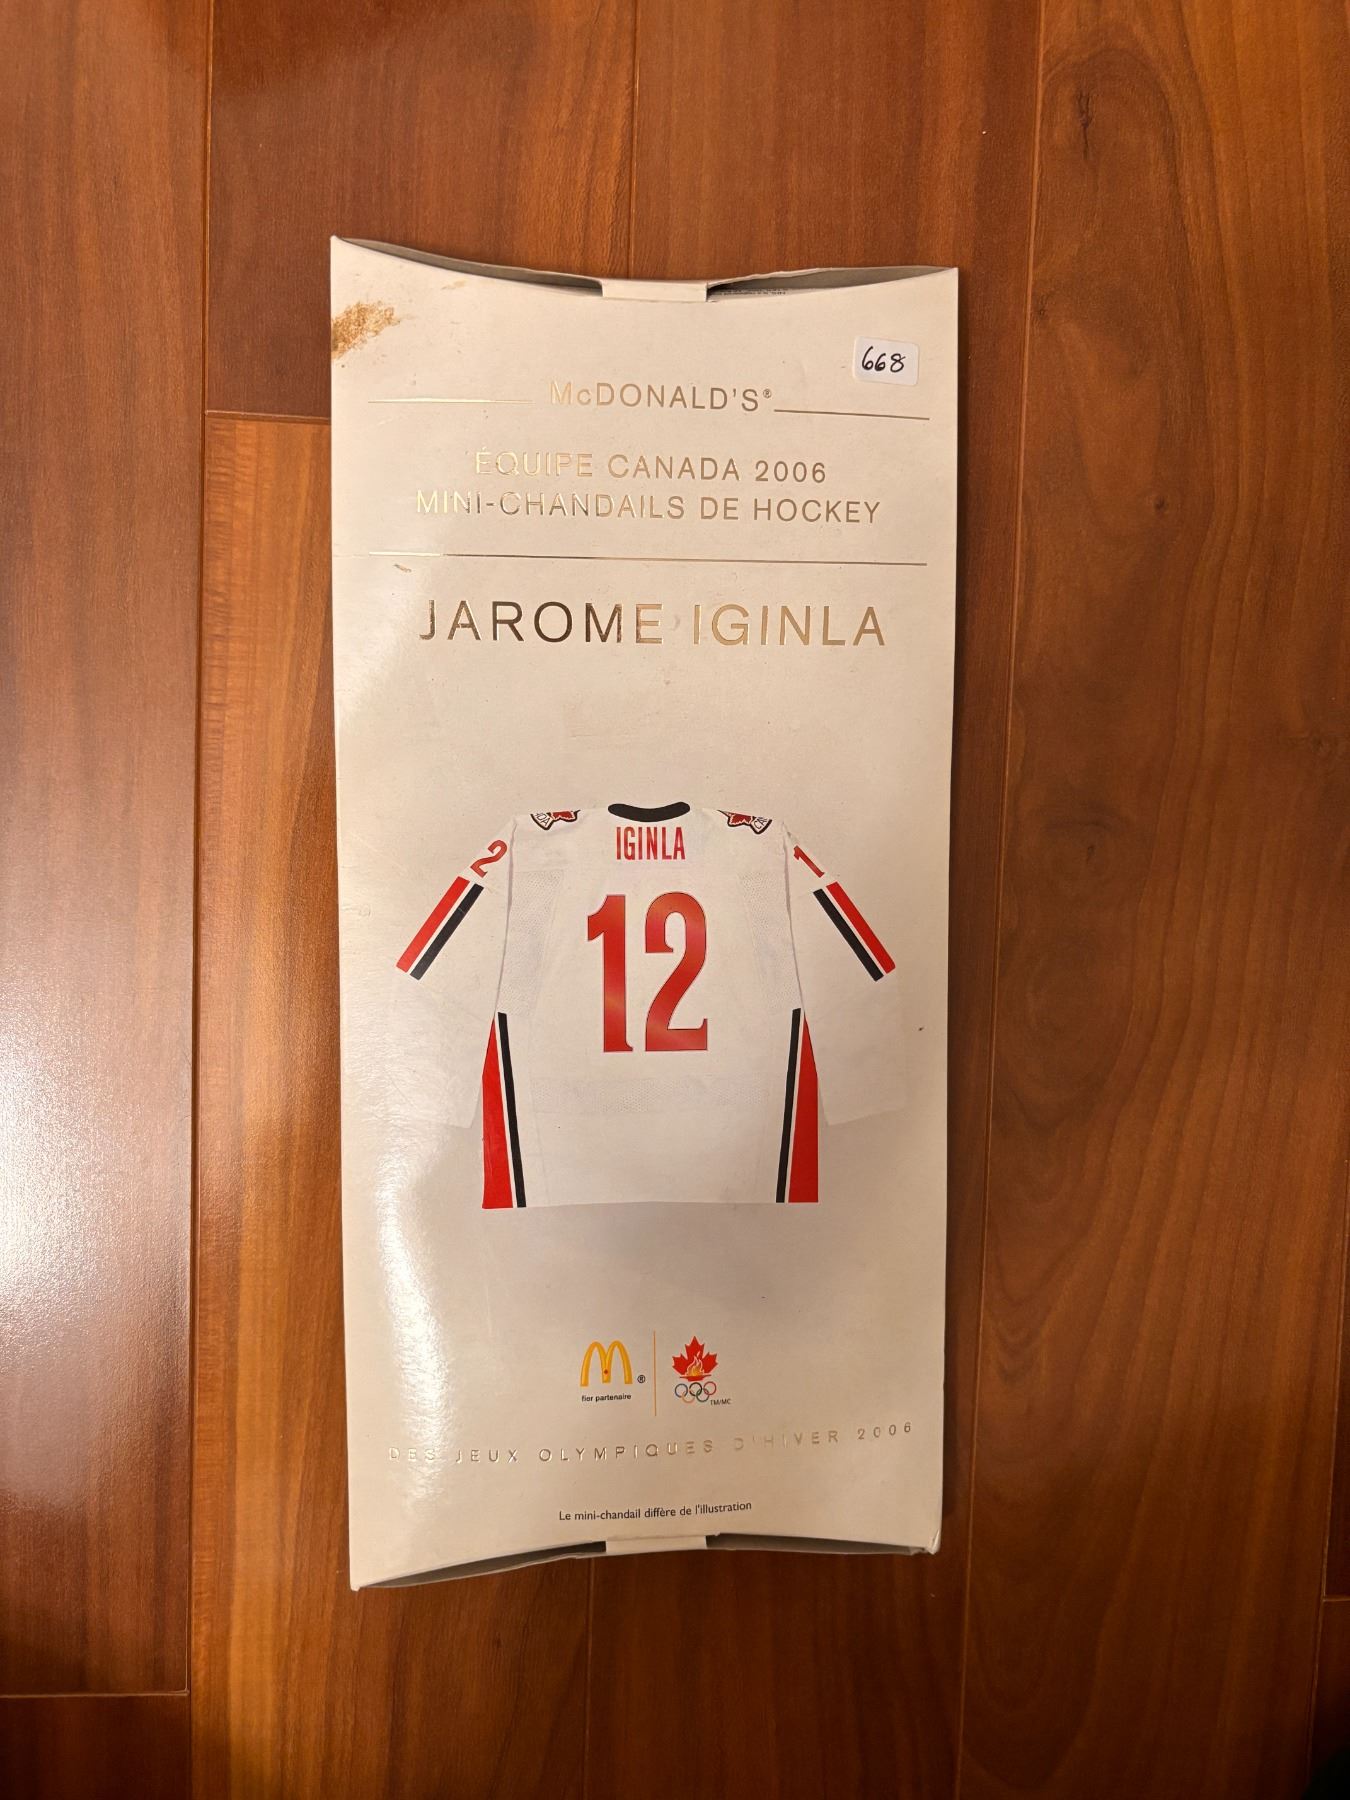 668
McDONALD'S®
ÉQUIPE CANADA 2006
MINI-CHANDAILS DE HOCKEY
JAROME IGINLA
IGINLA
2 1
12
®
fier partenaire
TM/MC
DES JEUX OLYMPIQUES D'HIVER 2006
Le mini-chandail diffère de l'illustration